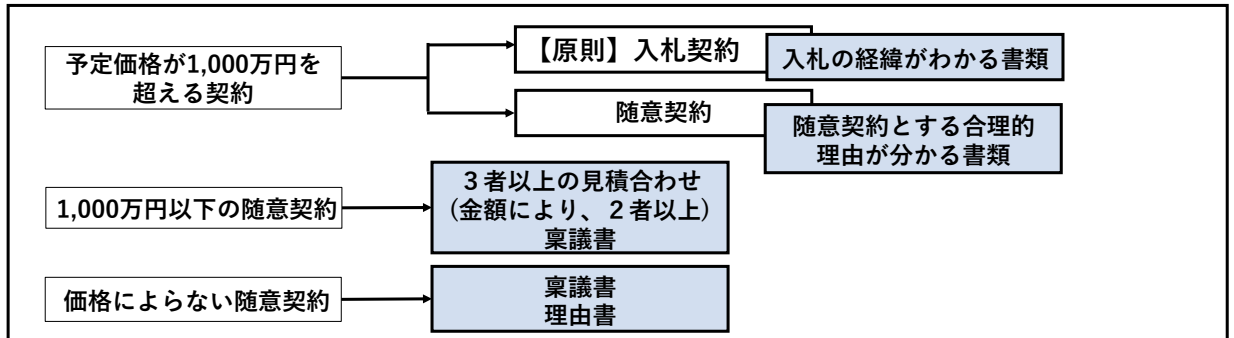 予定価格が1,000万円を
超える契約
【原則】入札契約
入札の経緯がわかる書類
随意契約
随意契約とする合理的
理由が分かる書類
1,000万円以下の随意契約
３者以上の見積合わせ
(金額により、２者以上)
稟議書
価格によらない随意契約
稟議書
理由書